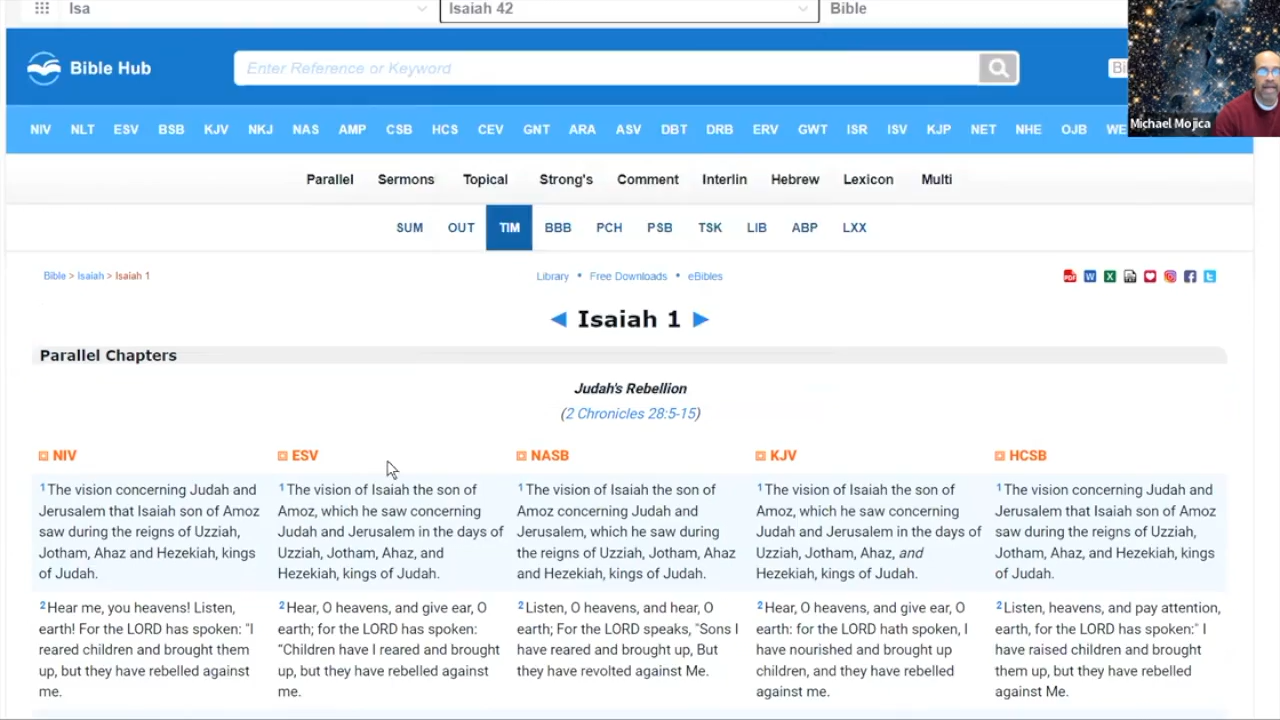 Isa Isaiah 42 Bible
Bible Hub Enter Reference or Keyword
Michael Mojica
NIV NLT ESV BSB KJV NKJ NAS AMP CSB HCS CEV GNT ARA ASV DBT DRB ERV GWT ISR ISV KJP NET NHE OJB WE
Parallel Sermons Topical Strong's Comment Interlin Hebrew Lexicon Multi
SUM OUT TIM BBB PCH PSB TSK LIB ABP LXX
Bible > Isaiah > Isaiah 1 Library • Free Downloads • eBibles
◄ Isaiah 1 ►
Parallel Chapters
Judah's Rebellion
(2 Chronicles 28:5-15)
NIV
1 The vision concerning Judah and
Jerusalem that Isaiah son of Amoz
saw during the reigns of Uzziah,
Jotham, Ahaz and Hezekiah, kings
of Judah.
2 Hear me, you heavens! Listen,
earth! For the LORD has spoken: "I
reared children and brought them
up, but they have rebelled against
me.
ESV
1 The vision of Isaiah the son of
Amoz, which he saw concerning
Judah and Jerusalem in the days of
Uzziah, Jotham, Ahaz, and
Hezekiah, kings of Judah.
2 Hear, O heavens, and give ear, O
earth; for the LORD has spoken:
"Children have I reared and brought
up, but they have rebelled against
me.
NASB
1 The vision of Isaiah the son of
Amoz concerning Judah and
Jerusalem, which he saw during
the reigns of Uzziah, Jotham, Ahaz
and Hezekiah, kings of Judah.
2 Listen, O heavens, and hear, O
earth; For the LORD speaks, "Sons I
have reared and brought up, But
they have revolted against Me.
KJV
1 The vision of Isaiah the son of
Amoz, which he saw concerning
Judah and Jerusalem in the days of
Uzziah, Jotham, Ahaz, and
Hezekiah, kings of Judah.
2 Hear, O heavens, and give ear, O
earth: for the LORD hath spoken, I
have nourished and brought up
children, and they have rebelled
against me.
HCSB
1 The vision concerning Judah and
Jerusalem that Isaiah son of Amoz
saw during the reigns of Uzziah,
Jotham, Ahaz, and Hezekiah, kings
of Judah.
2 Listen, heavens, and pay attention,
earth, for the LORD has spoken:" I
have raised children and brought
them up, but they have rebelled
against Me.